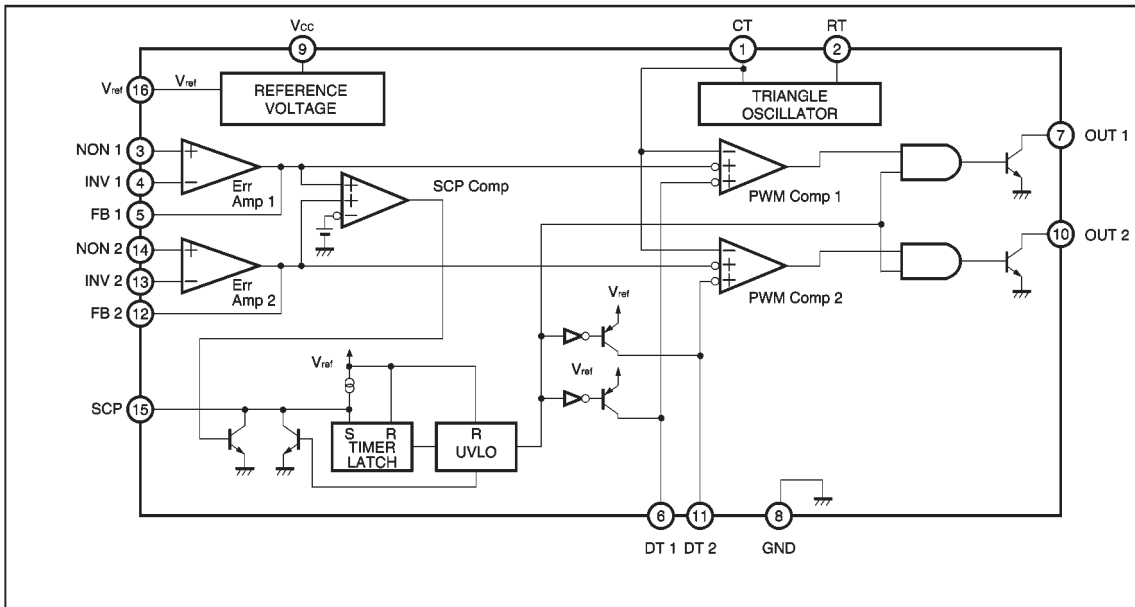 Vcc
9
CT
1
RT
2
Vref
16
Vref
REFERENCE
VOLTAGE
TRIANGLE
OSCILLATOR
NON 1
3
+
INV 1
4
−
Err
Amp 1
FB 1
5
+
+
−
SCP Comp
−
+
+
PWM Comp 1
7
OUT 1
NON 2
14
+
INV 2
13
−
Err
Amp 2
FB 2
12
−
+
+
PWM Comp 2
10
OUT 2
Vref
Vref
Vref
SCP
15
S R
TIMER
LATCH
R
UVLO
6
DT 1
11
DT 2
8
GND